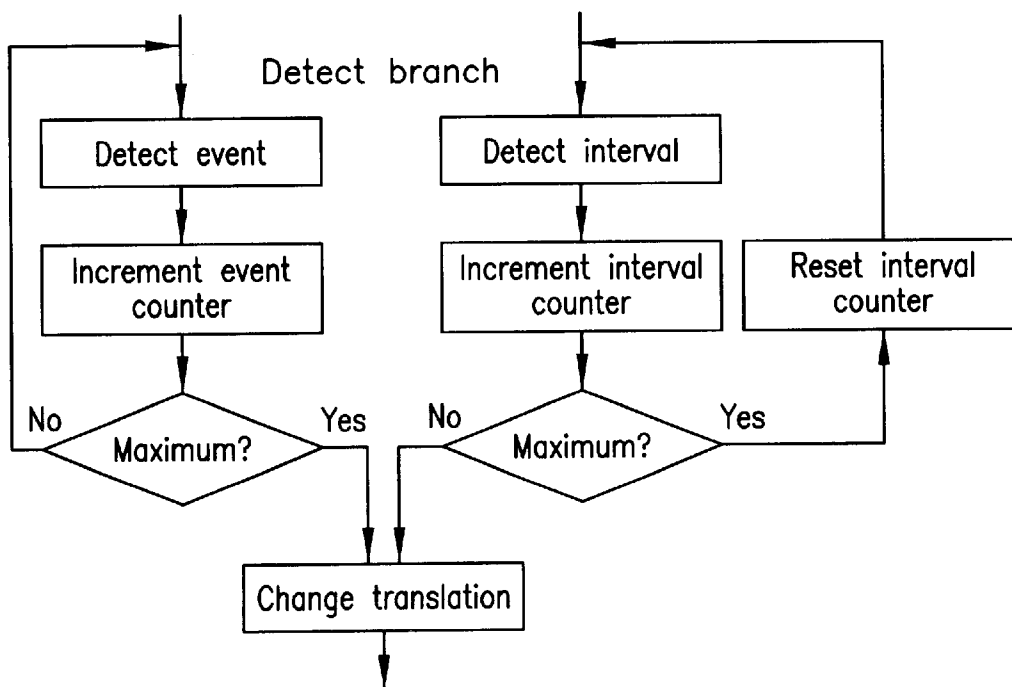 Detect branch
Detect event
Detect interval
Increment event
counter
Increment interval
counter
Reset interval
counter
No
Maximum?
Yes
No
Maximum?
Yes
Change translation